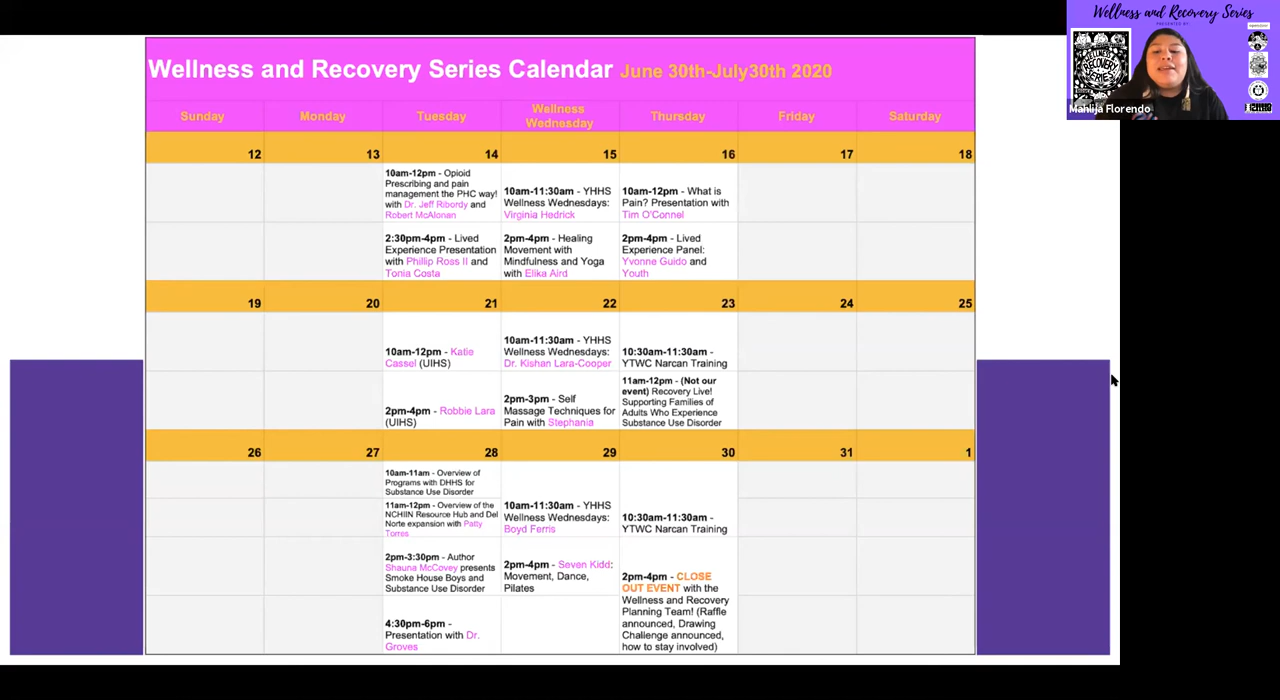 Wellness and Recovery Series Calendar June 30th-July30th 2020
Sunday Monday Tuesday Wellness Wednesday Thursday Friday Saturday
12 13 14 15 16 17 18
10am-12pm - Opioid
Prescribing and pain
management the PHC way!
with Dr. Jeff Ribordy and
Robert McAlonan
10am-11:30am - YHHS
Wellness Wednesdays:
Virginia Hedrick
10am-12pm - What is
Pain? Presentation with
Tim O'Connel
2:30pm-4pm - Lived
Experience Presentation
with Phillip Ross II and
Tonia Costa
2pm-4pm - Healing
Movement with
Mindfulness and Yoga
with Elika Aird
2pm-4pm - Lived
Experience Panel:
Yvonne Guido and
Youth
19 20 21 22 23 24 25
10am-12pm - Katie
Cassel (UIHS)
10am-11:30am - YHHS
Wellness Wednesdays:
Dr. Kishan Lara-Cooper
10:30am-11:30am -
YTWC Narcan Training
2pm-4pm - Robbie Lara
(UIHS)
2pm-3pm - Self
Massage Techniques for
Pain with Stephania
11am-12pm - (Not our
event) Recovery Live!
Supporting Families of
Adults Who Experience
Substance Use Disorder
26 27 28 29 30 31 1
10am-11am - Overview of
Programs with DHHS for
Substance Use Disorder
11am-12pm - Overview of the
NCHIIN Resource Hub and Del
Norte expansion with Patty
Torres
10am-11:30am - YHHS
Wellness Wednesdays:
Boyd Ferris
10:30am-11:30am -
YTWC Narcan Training
2pm-3:30pm - Author
Shauna McCovey presents
Smoke House Boys and
Substance Use Disorder
2pm-4pm - Seven Kidd:
Movement, Dance,
Pilates
2pm-4pm - CLOSE
OUT EVENT with the
Wellness and Recovery
Planning Team! (Raffle
announced, Drawing
Challenge announced,
how to stay involved)
4:30pm-6pm -
Presentation with Dr.
Groves
Wellness and Recovery Series
PRESENTED BY
WELLNESS
RECOVERY
SERIES
Mahlija Florendo